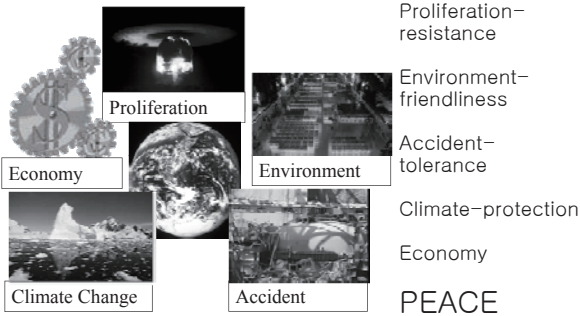 Proliferation
Economy
Environment
Climate Change
Accident
Proliferation-
resistance
Environment-
friendliness
Accident-
tolerance
Climate-protection
Economy
PEACE